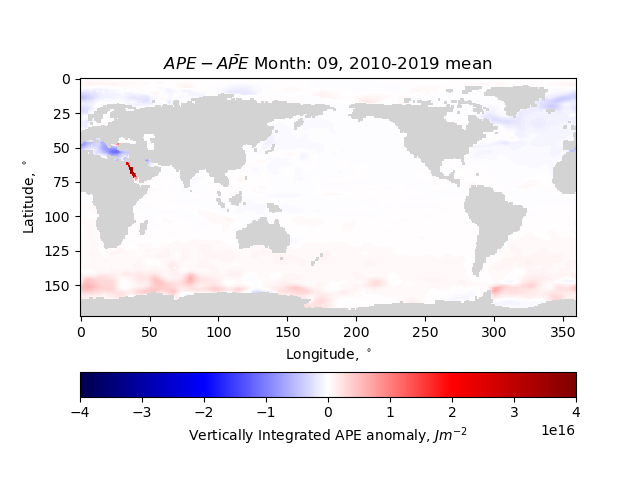 APE − AP̄E Month: 09, 2010-2019 mean
Latitude, °
0
25
50
75
100
125
150
0 50 100 150 200 250 300 350
Longitude, °
−4 −3 −2 −1 0 1 2 3 4
1e16
Vertically Integrated APE anomaly, Jm⁻²